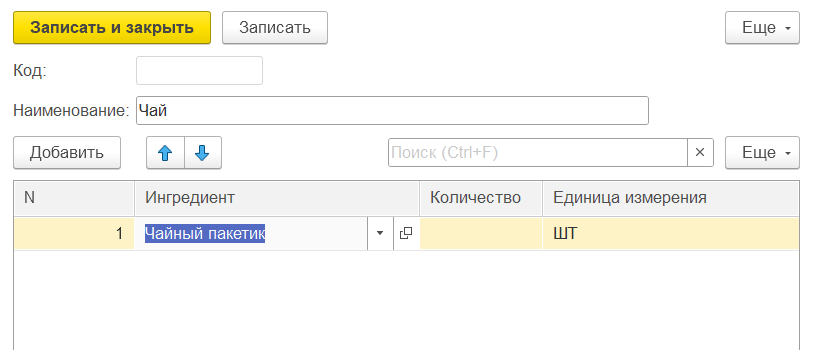 Записать и закрыть Записать Еще
Код:
Наименование: Чай
Добавить Поиск (Ctrl+F) × Еще
N Ингредиент Количество Единица измерения
1 Чайный пакетик ШТ